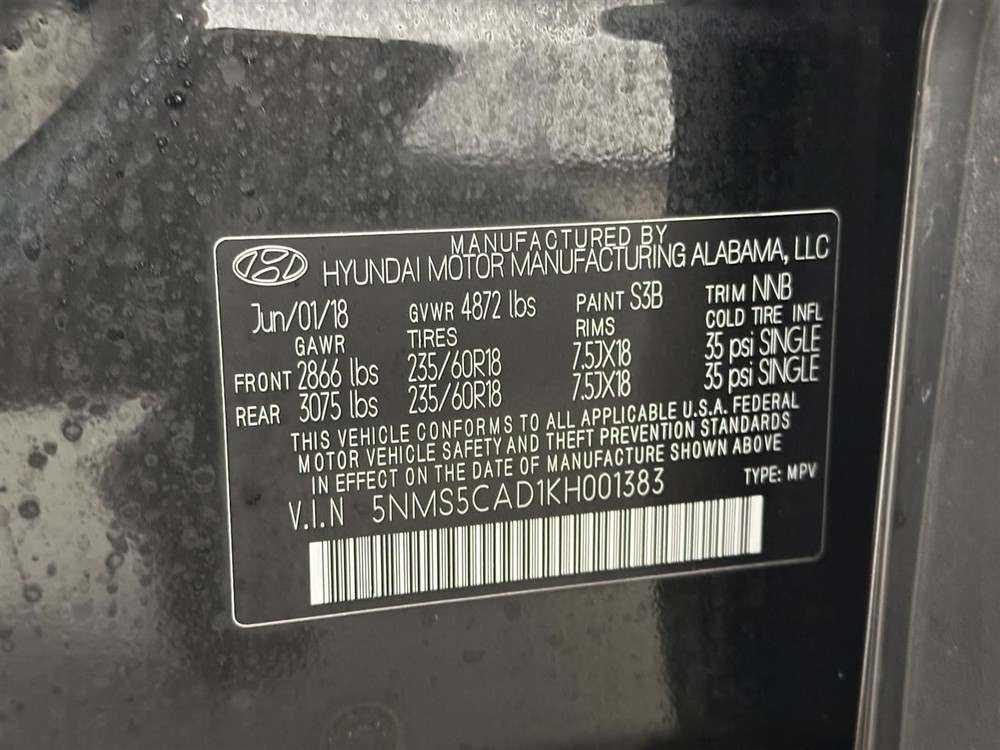 MANUFACTURED BY
HYUNDAI MOTOR MANUFACTURING ALABAMA, LLC
Jun/01/18 GVWR 4872 lbs PAINT S3B TRIM NNB
GAWR TIRES RIMS COLD TIRE INFL
FRONT 2866 lbs 235/60R18 7.5JX18 35 psi SINGLE
REAR 3075 lbs 235/60R18 7.5JX18 35 psi SINGLE
THIS VEHICLE CONFORMS TO ALL APPLICABLE U.S.A. FEDERAL
MOTOR VEHICLE SAFETY AND THEFT PREVENTION STANDARDS
IN EFFECT ON THE DATE OF MANUFACTURE SHOWN ABOVE
V.I.N 5NMS5CAD1KH001383 TYPE: MPV